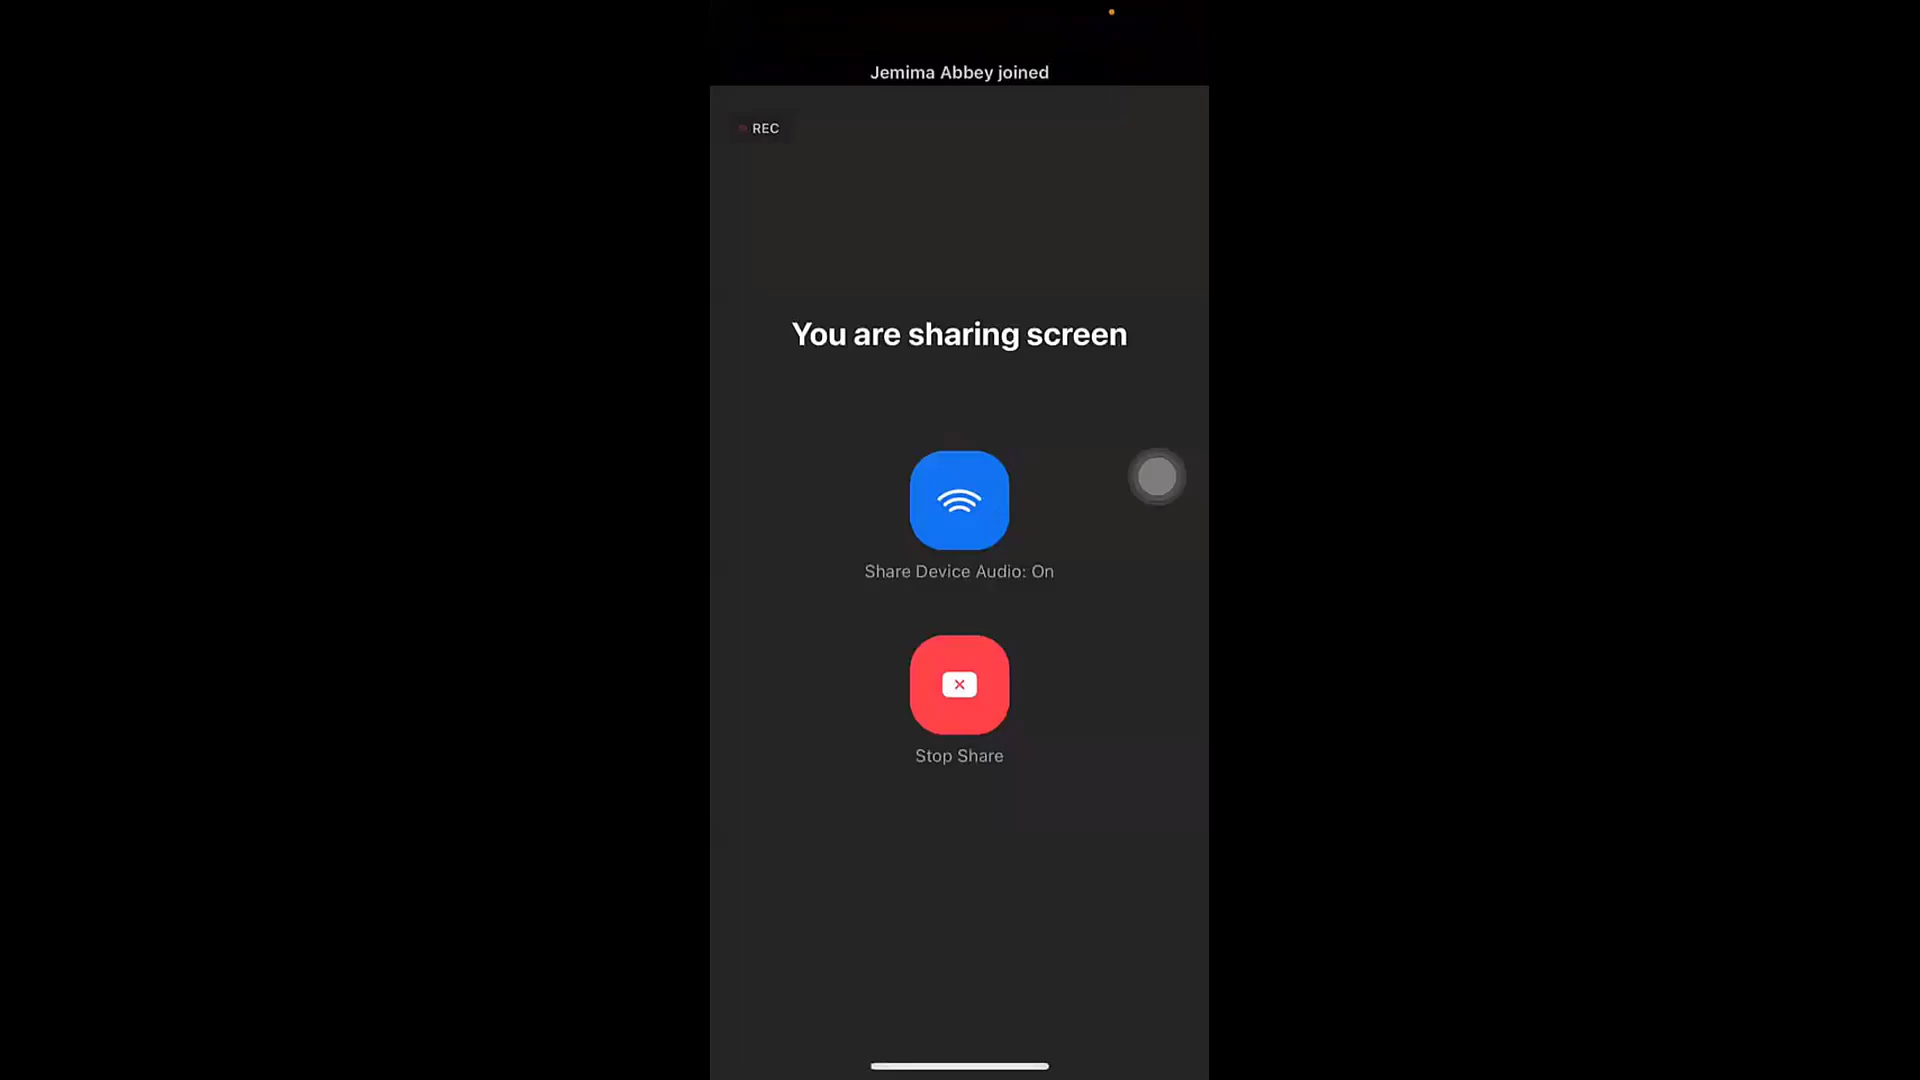 Jemima Abbey joined
REC
You are sharing screen
Share Device Audio: On
Stop Share